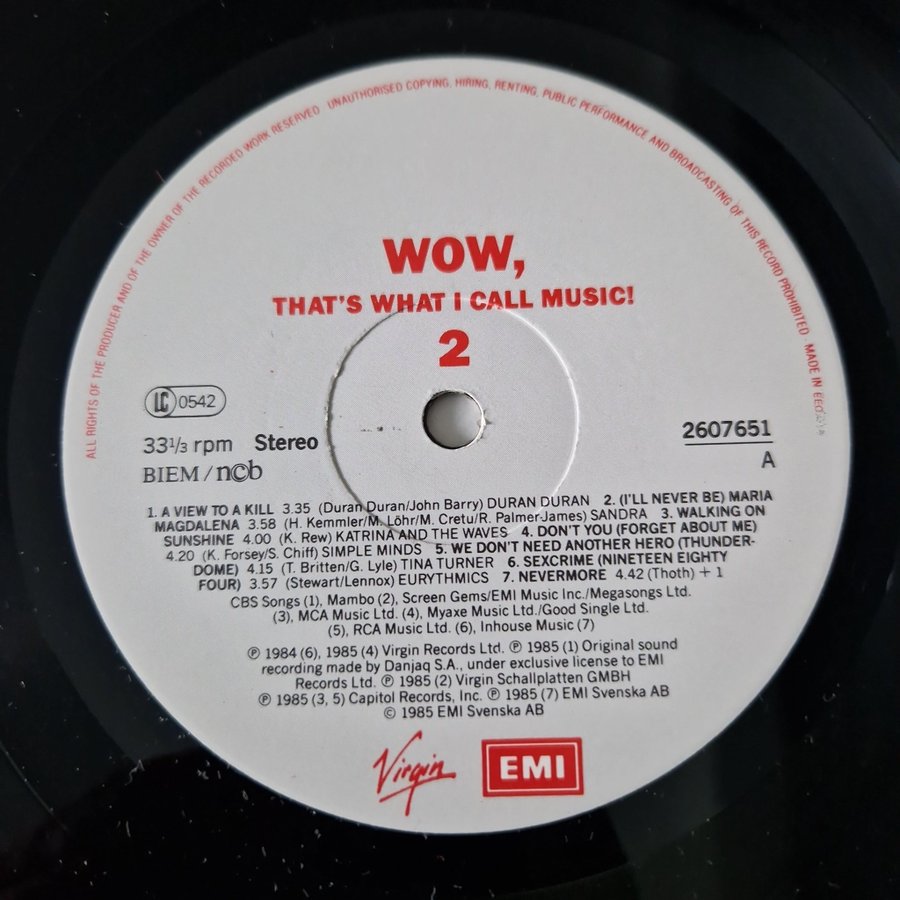 ALL RIGHTS OF THE PRODUCER AND OF THE OWNER OF THE RECORDED WORK RESERVED UNAUTHORISED COPYING, HIRING, RENTING, PUBLIC PERFORMANCE AND BROADCASTING OF THIS RECORD PROHIBITED MADE IN EEC
WOW,
THAT'S WHAT I CALL MUSIC!
2
LC 0542
33⅓ rpm Stereo
BIEM / n©b
2607651
A
1. A VIEW TO A KILL 3.35 (Duran Duran/John Barry) DURAN DURAN 2. (I'LL NEVER BE) MARIA
MAGDALENA 3.58 (H. Kemmler/M. Löhr/M. Cretu/R. Palmer-James) SANDRA 3. WALKING ON
SUNSHINE 4.00 (K. Rew) KATRINA AND THE WAVES 4. DON'T YOU (FORGET ABOUT ME)
4.20 (K. Forsey/S. Chiff) SIMPLE MINDS 5. WE DON'T NEED ANOTHER HERO (THUNDER-
DOME) 4.15 (T. Britten/G. Lyle) TINA TURNER 6. SEXCRIME (NINETEEN EIGHTY
FOUR) 3.57 (Stewart/Lennox) EURYTHMICS 7. NEVERMORE 4.42 (Thoth) + 1
CBS Songs (1), Mambo (2), Screen Gems/EMI Music Inc./Megasongs Ltd.
(3), MCA Music Ltd. (4), Myaxe Music Ltd./Good Single Ltd.
(5), RCA Music Ltd. (6), Inhouse Music (7)
℗ 1984 (6), 1985 (4) Virgin Records Ltd. ℗ 1985 (1) Original sound
recording made by Danjaq S.A., under exclusive license to EMI
Records Ltd. ℗ 1985 (2) Virgin Schallplatten GMBH
℗ 1985 (3, 5) Capitol Records, Inc. ℗ 1985 (7) EMI Svenska AB
© 1985 EMI Svenska AB
Virgin EMI